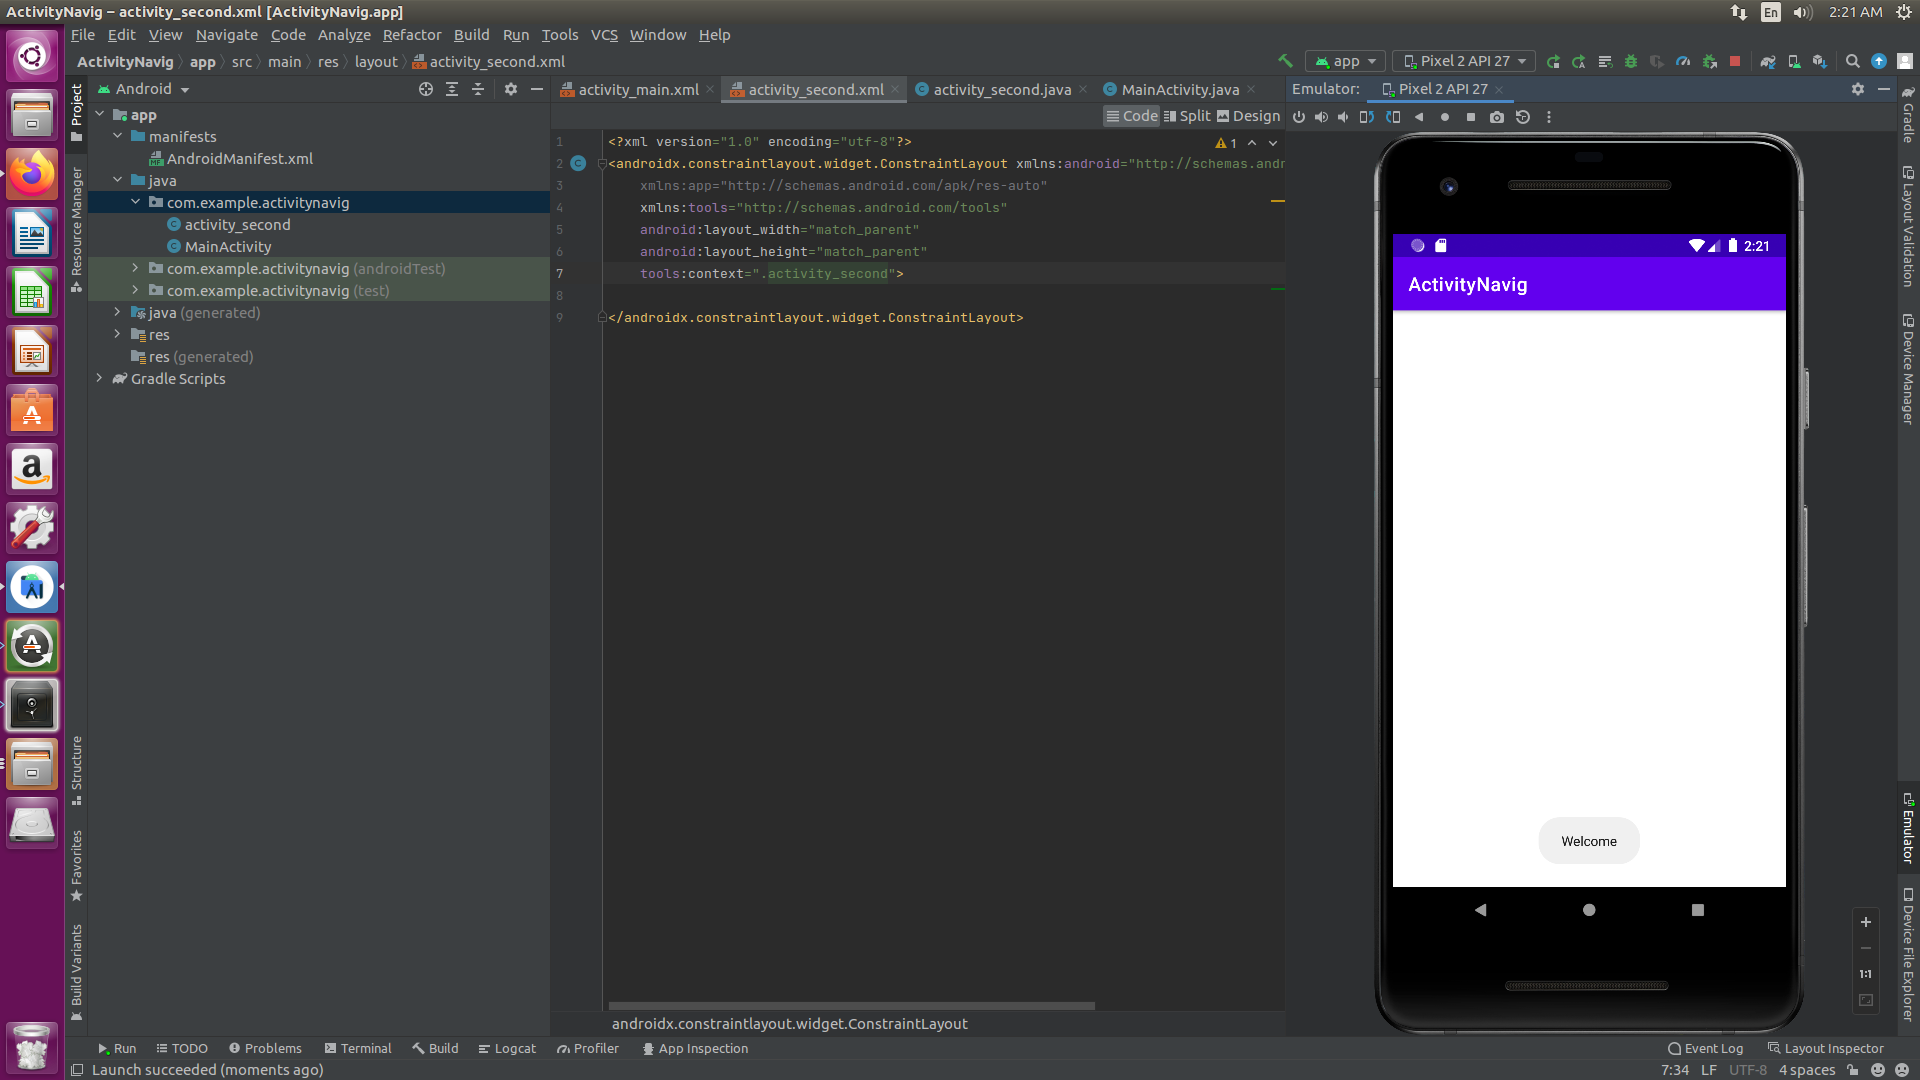 ActivityNavig – activity_second.xml [ActivityNavig.app]
En
2:21 AM
File Edit View Navigate Code Analyze Refactor Build Run Tools VCS Window Help
ActivityNavig app src main res layout activity_second.xml
app
Pixel 2 API 27
Android
activity_main.xml activity_second.xml activity_second.java MainActivity.java
Emulator: Pixel 2 API 27
Code Split Design
Project
Resource Manager
Structure
Favorites
Build Variants
app
manifests
AndroidManifest.xml
java
com.example.activitynavig
activity_second
MainActivity
com.example.activitynavig (androidTest)
com.example.activitynavig (test)
java (generated)
res
res (generated)
Gradle Scripts
1 <?xml version="1.0" encoding="utf-8"?>
1
2 <androidx.constraintlayout.widget.ConstraintLayout xmlns:android="http://schemas.andr
3 xmlns:app="http://schemas.android.com/apk/res-auto"
4 xmlns:tools="http://schemas.android.com/tools"
5 android:layout_width="match_parent"
6 android:layout_height="match_parent"
7 tools:context=".activity_second">
8
9 </androidx.constraintlayout.widget.ConstraintLayout>
androidx.constraintlayout.widget.ConstraintLayout
2:21
ActivityNavig
Welcome
1:1
Gradle
Layout Validation
Device Manager
Emulator
Device File Explorer
Run TODO Problems Terminal Build Logcat Profiler App Inspection
Event Log Layout Inspector
Launch succeeded (moments ago)
7:34 LF UTF-8 4 spaces